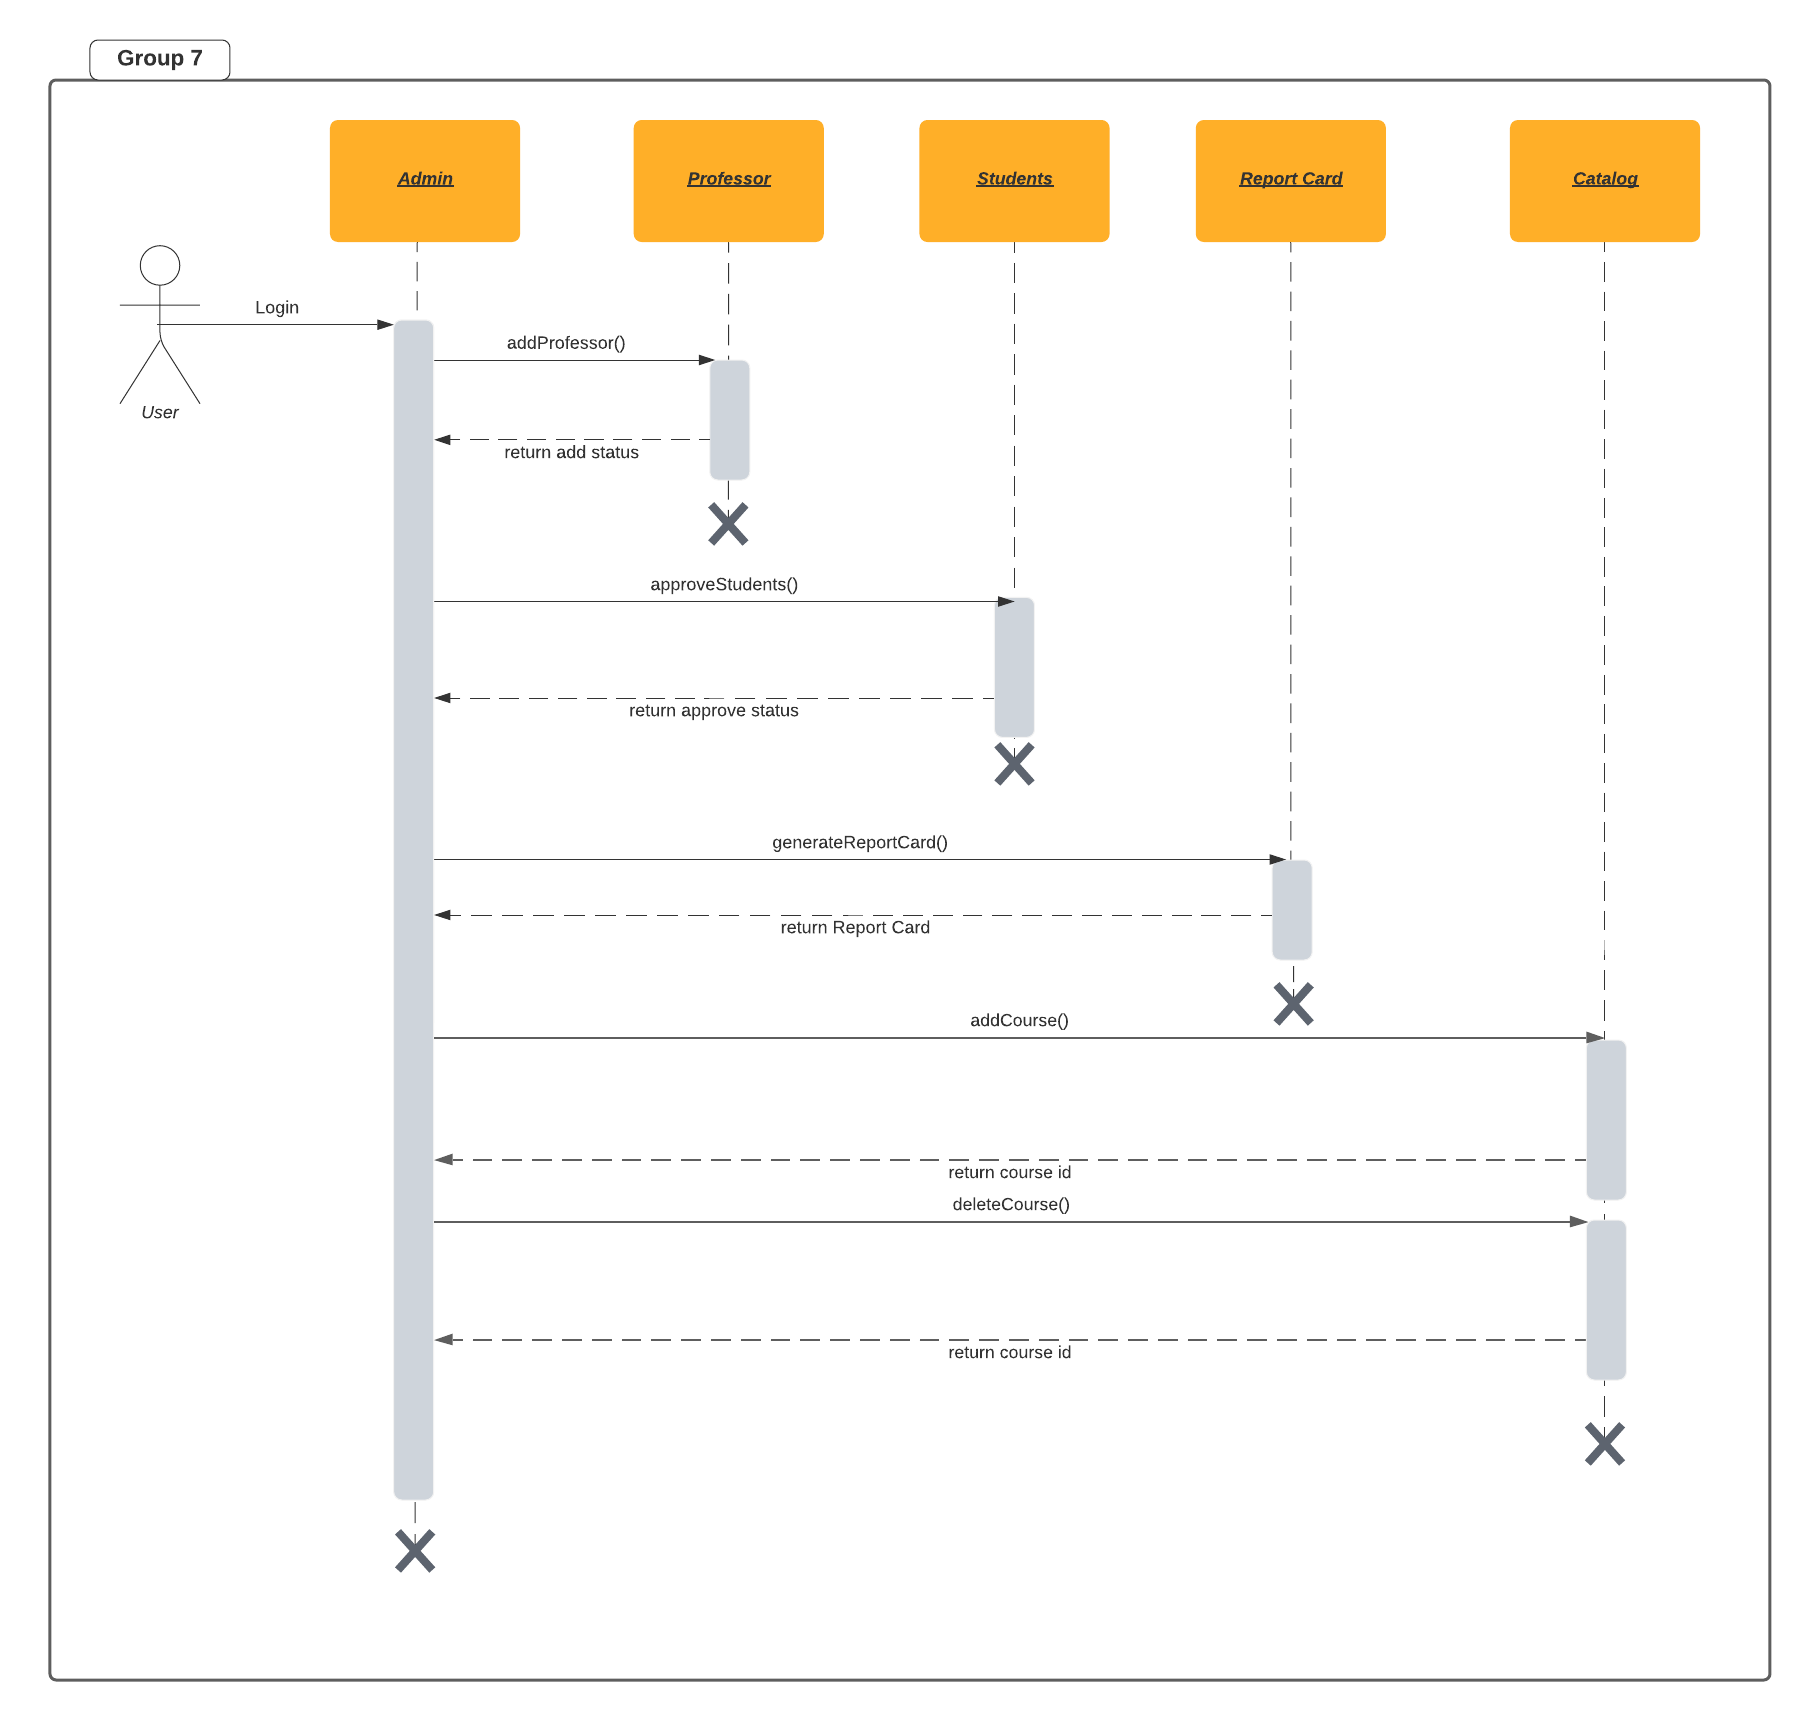 Group 7
Admin
Professor
Students
Report Card
Catalog
Login
addProfessor()
User
return add status
approveStudents()
return approve status
generateReportCard()
return Report Card
addCourse()
return course id
deleteCourse()
return course id